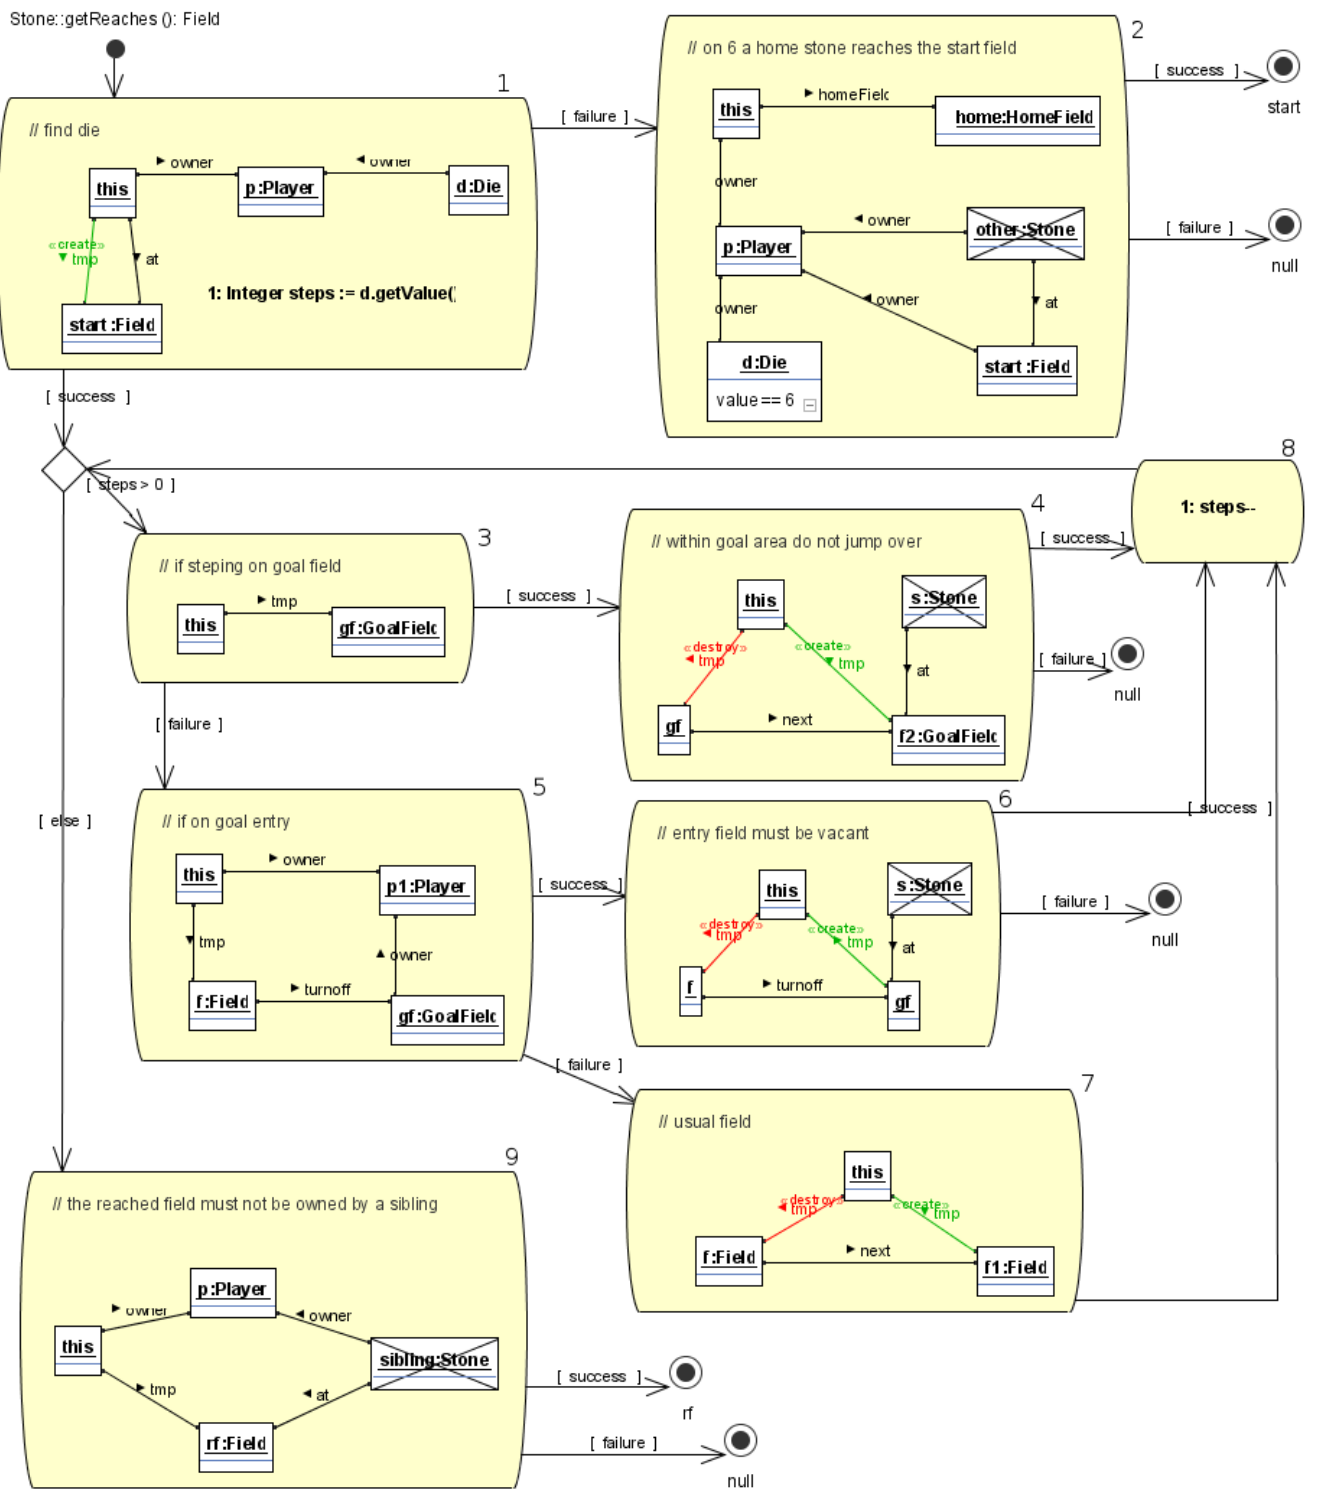 Stone::getReaches (): Field
1
// find die
owner
owner
this
p:Player
d:Die
«create»
tmp
at
1: Integer steps := d.getValue(
start :Field
[ success ]
[ failure ]
2
// on 6 a home stone reaches the start field
this
homeField
home:HomeField
owner
p:Player
owner
other:Stone
owner
owner
at
d:Die
value == 6
start :Field
[ success ]
start
[ failure ]
null
[ steps > 0 ]
[ else ]
3
// if steping on goal field
this
tmp
gf:GoalField
[ success ]
[ failure ]
4
// within goal area do not jump over
this
s:Stone
«destroy»
tmp
«create»
tmp
at
gf
next
f2:GoalField
[ success ]
[ failure ]
null
8
1: steps--
5
// if on goal entry
this
owner
p1:Player
tmp
owner
f:Field
turnoff
gf:GoalField
[ success ]
[ failure ]
6
// entry field must be vacant
this
s:Stone
«destroy»
tmp
«create»
tmp
at
f
turnoff
gf
[ success ]
[ failure ]
null
7
// usual field
this
«destroy»
tmp
«create»
tmp
f:Field
next
f1:Field
9
// the reached field must not be owned by a sibling
p:Player
owner
owner
this
sibling:Stone
tmp
at
rf:Field
[ success ]
rf
[ failure ]
null